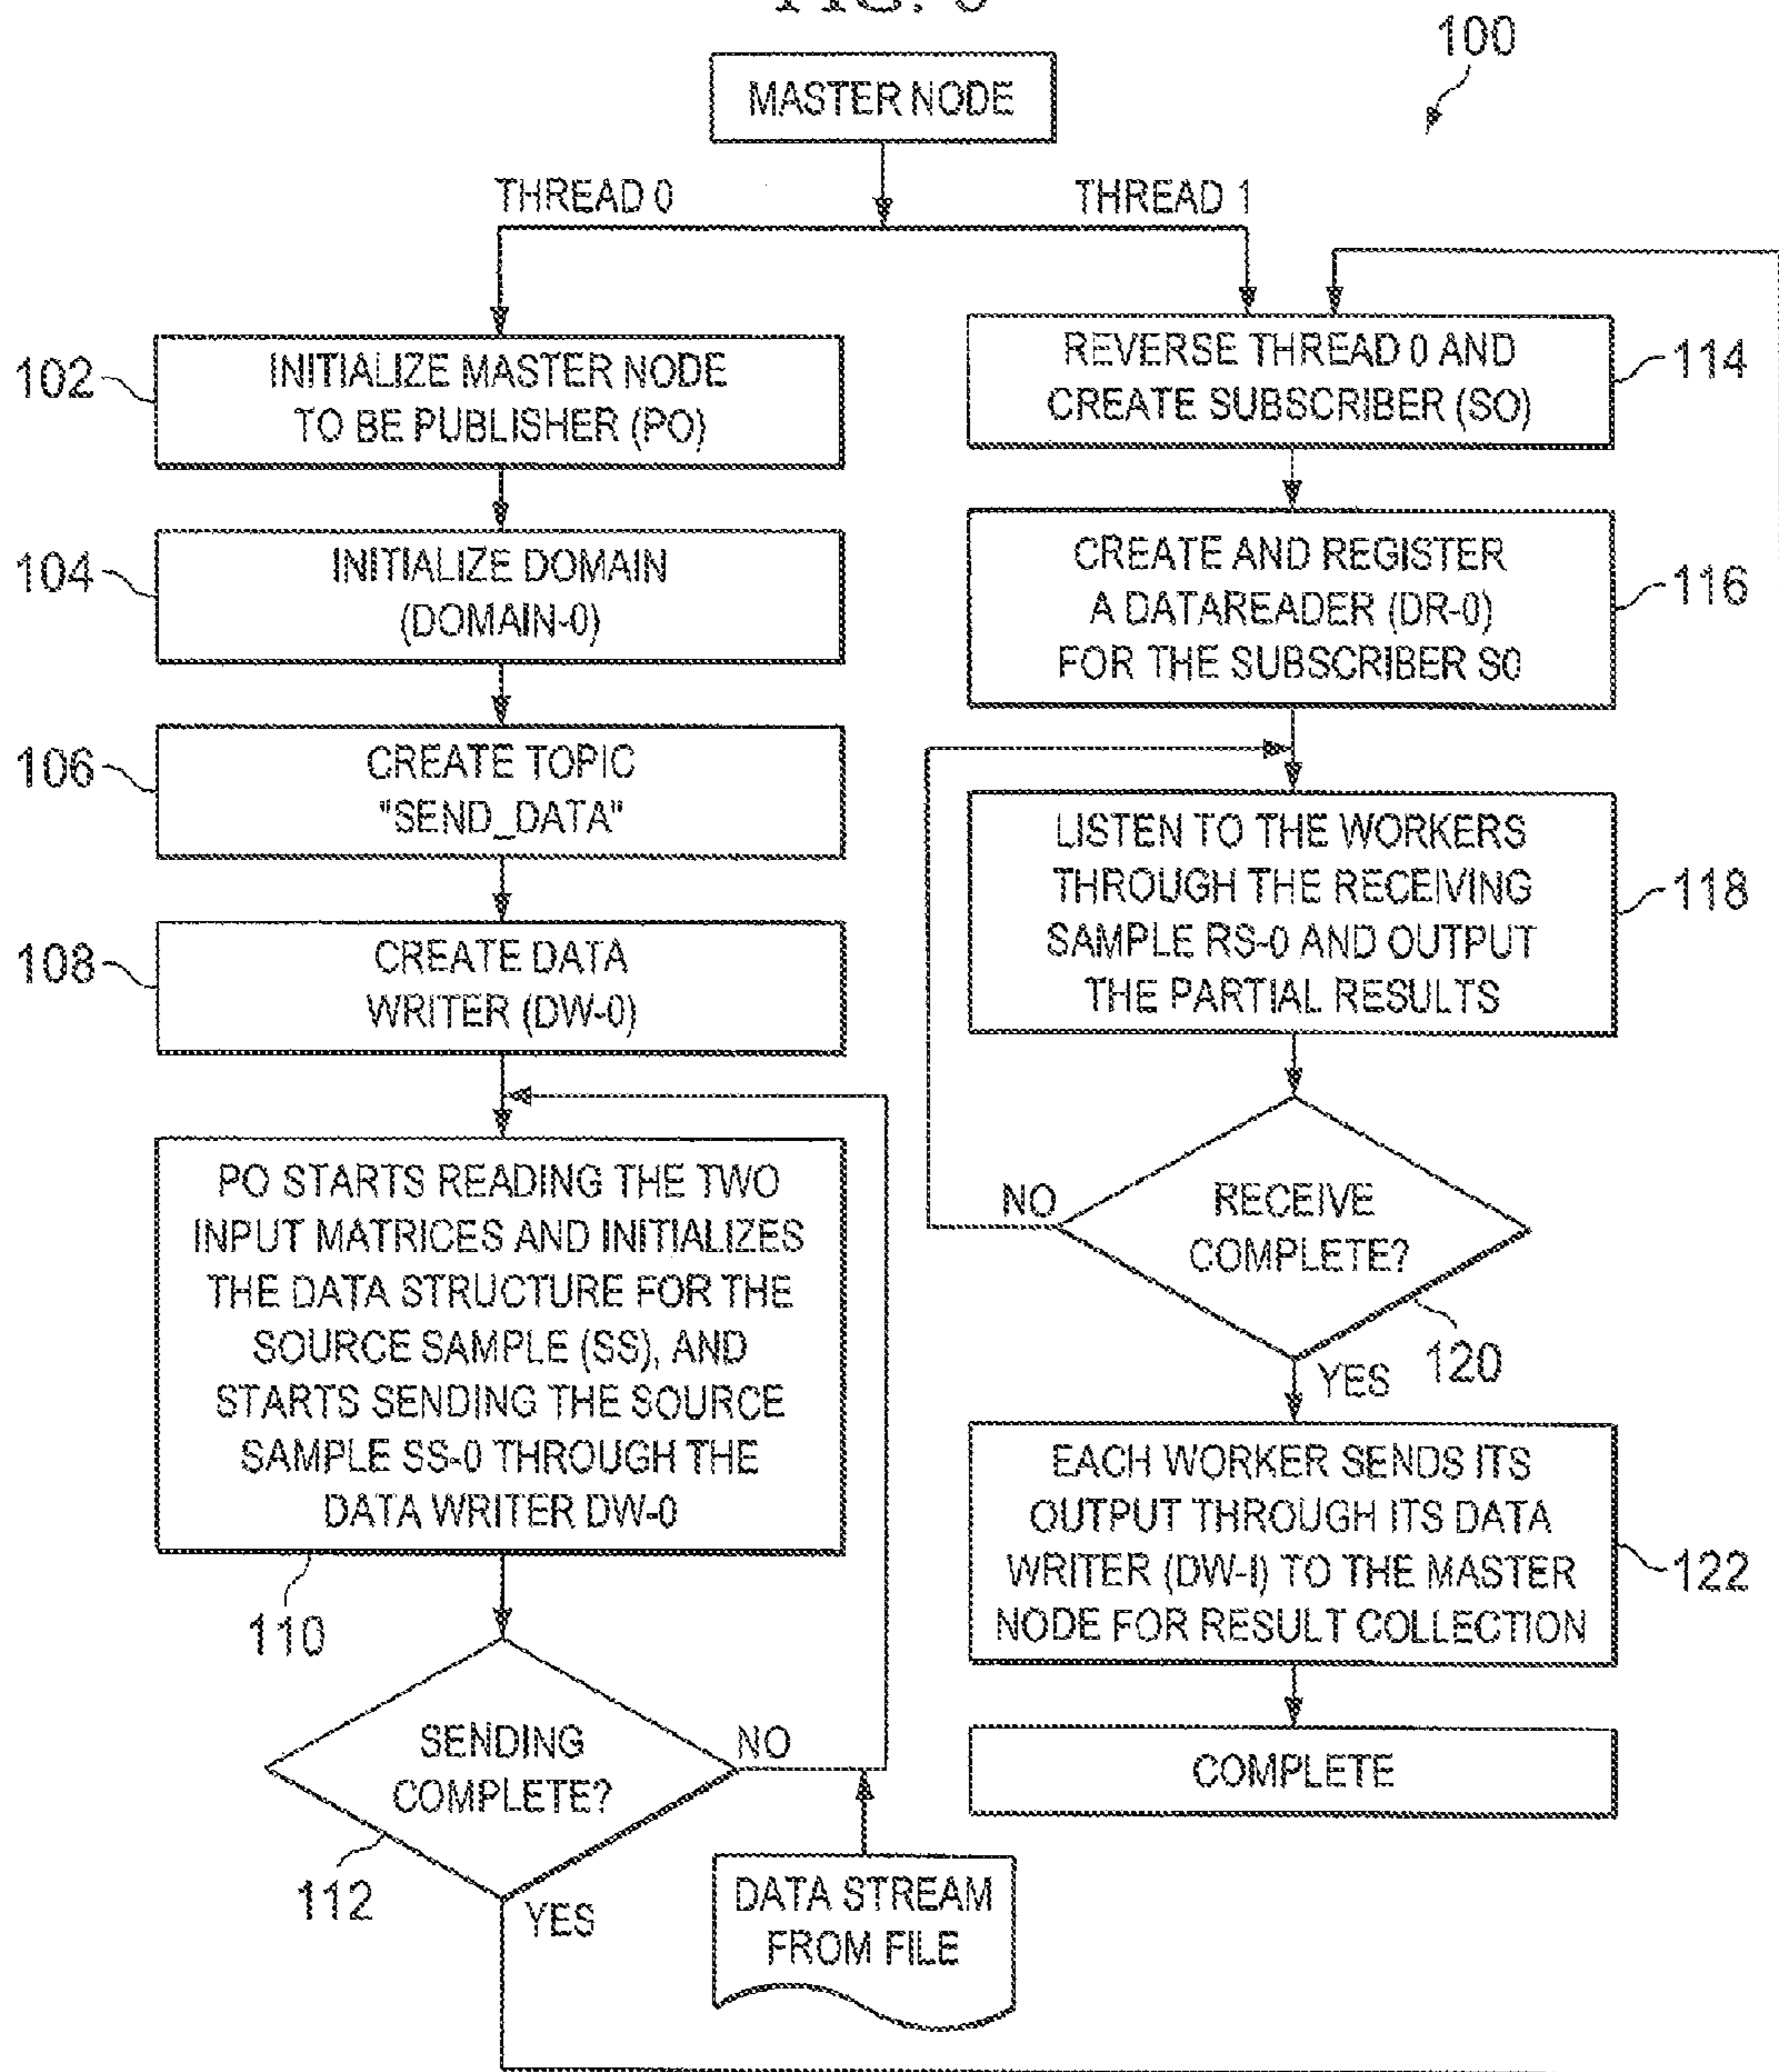 100
MASTER NODE
THREAD 0
THREAD 1
102
INITIALIZE MASTER NODE
TO BE PUBLISHER (PO)
104
INITIALIZE DOMAIN
(DOMAIN-0)
106
CREATE TOPIC
"SEND_DATA"
108
CREATE DATA
WRITER (DW-0)
PO STARTS READING THE TWO
INPUT MATRICES AND INITIALIZES
THE DATA STRUCTURE FOR THE
SOURCE SAMPLE (SS), AND
STARTS SENDING THE SOURCE
SAMPLE SS-0 THROUGH THE
DATA WRITER DW-0
110
SENDING
COMPLETE?
NO
112
YES
DATA STREAM
FROM FILE
REVERSE THREAD 0 AND
CREATE SUBSCRIBER (SO)
114
CREATE AND REGISTER
A DATAREADER (DR-0)
FOR THE SUBSCRIBER S0
116
LISTEN TO THE WORKERS
THROUGH THE RECEIVING
SAMPLE RS-0 AND OUTPUT
THE PARTIAL RESULTS
118
NO
RECEIVE
COMPLETE?
120
YES
EACH WORKER SENDS ITS
OUTPUT THROUGH ITS DATA
WRITER (DW-I) TO THE MASTER
NODE FOR RESULT COLLECTION
122
COMPLETE